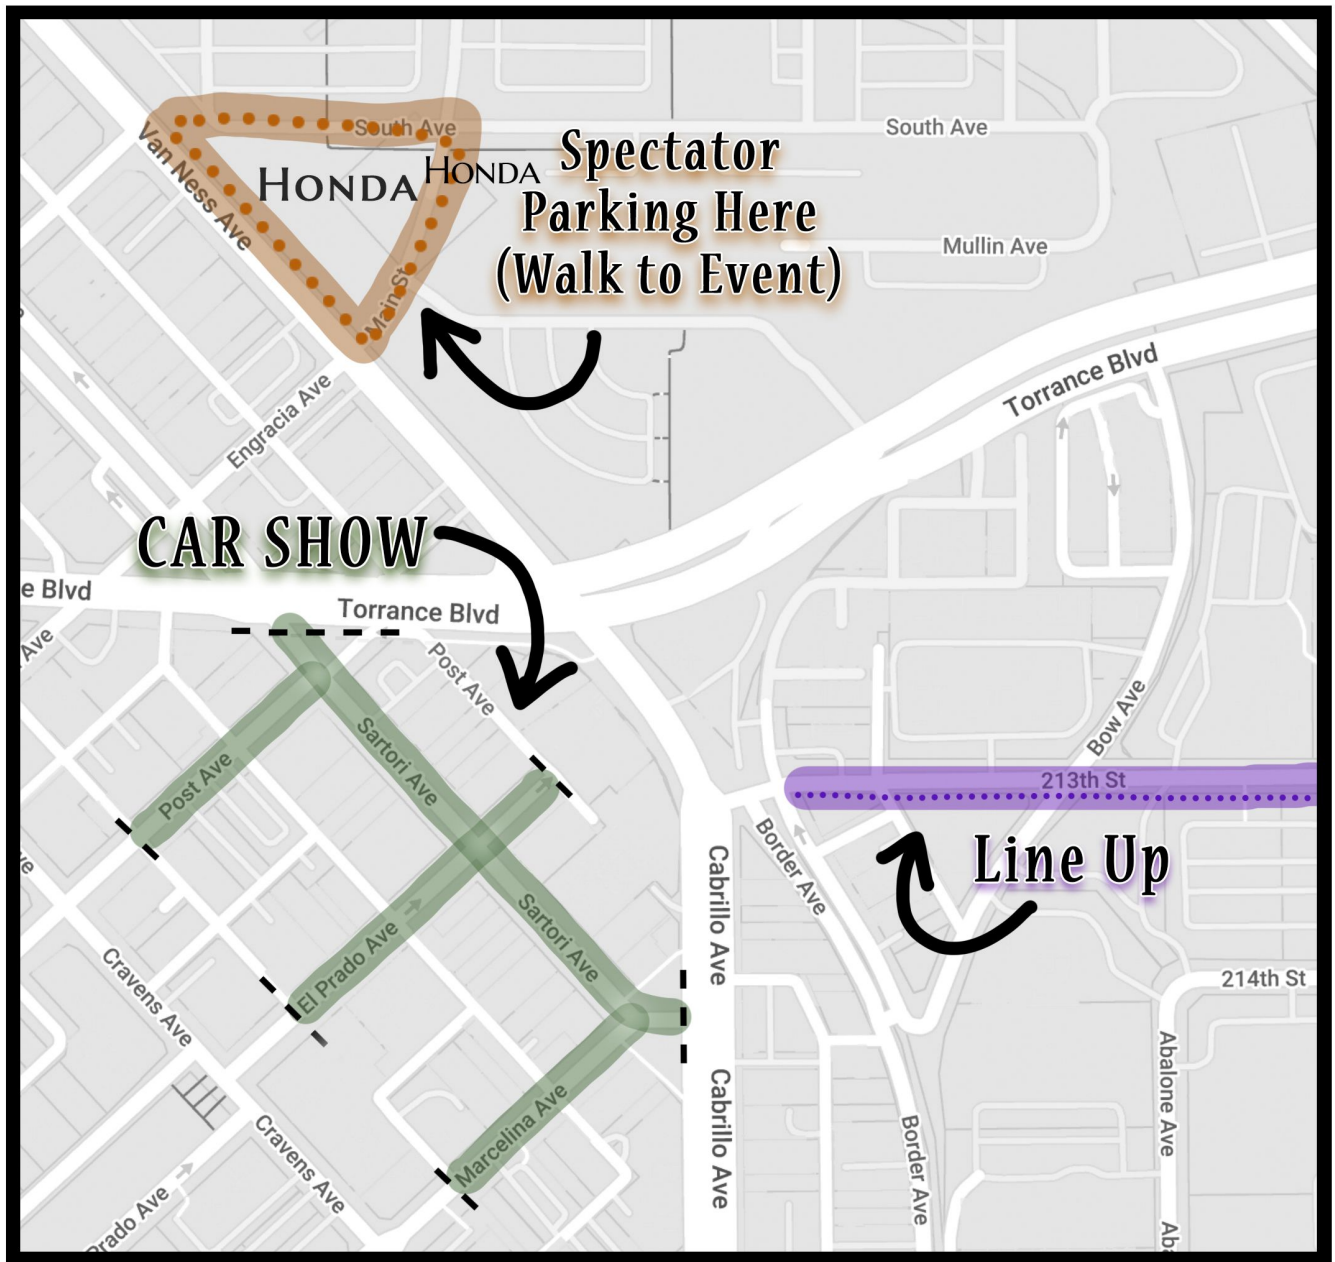 South Ave
South Ave
Van Ness Ave
HONDA
HONDA
Spectator
Parking Here
(Walk to Event)
Mullin Ave
Main St
Torrance Blvd
Engracia Ave
CAR SHOW
e Blvd
Torrance Blvd
Ave
Post Ave
Bow Ave
Sartori Ave
Post Ave
213th St
Line Up
Border Ave
Cabrillo Ave
Sartori Ave
El Prado Ave
Cravens Ave
214th St
Abalone Ave
Cabrillo Ave
Marcelina Ave
Cravens Ave
Border Ave
Prado Ave
Aba